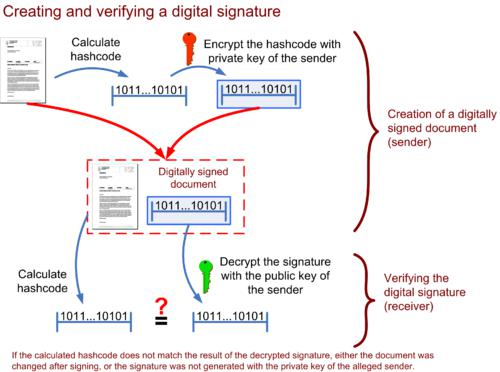 Creating and verifying a digital signature
Calculate
hashcode
Encrypt the hashcode with
private key of the sender
1011...10101
1011...10101
Creation of a digitally
signed document
(sender)
Digitally signed
document
1011...10101
Calculate
hashcode
Decrypt the signature
with the public key of
the sender
Verifying the
digital signature
(receiver)
1011...10101
?
=
1011...10101
If the calculated hashcode does not match the result of the decrypted signature, either the document was
changed after signing, or the signature was not generated with the private key of the alleged sender.